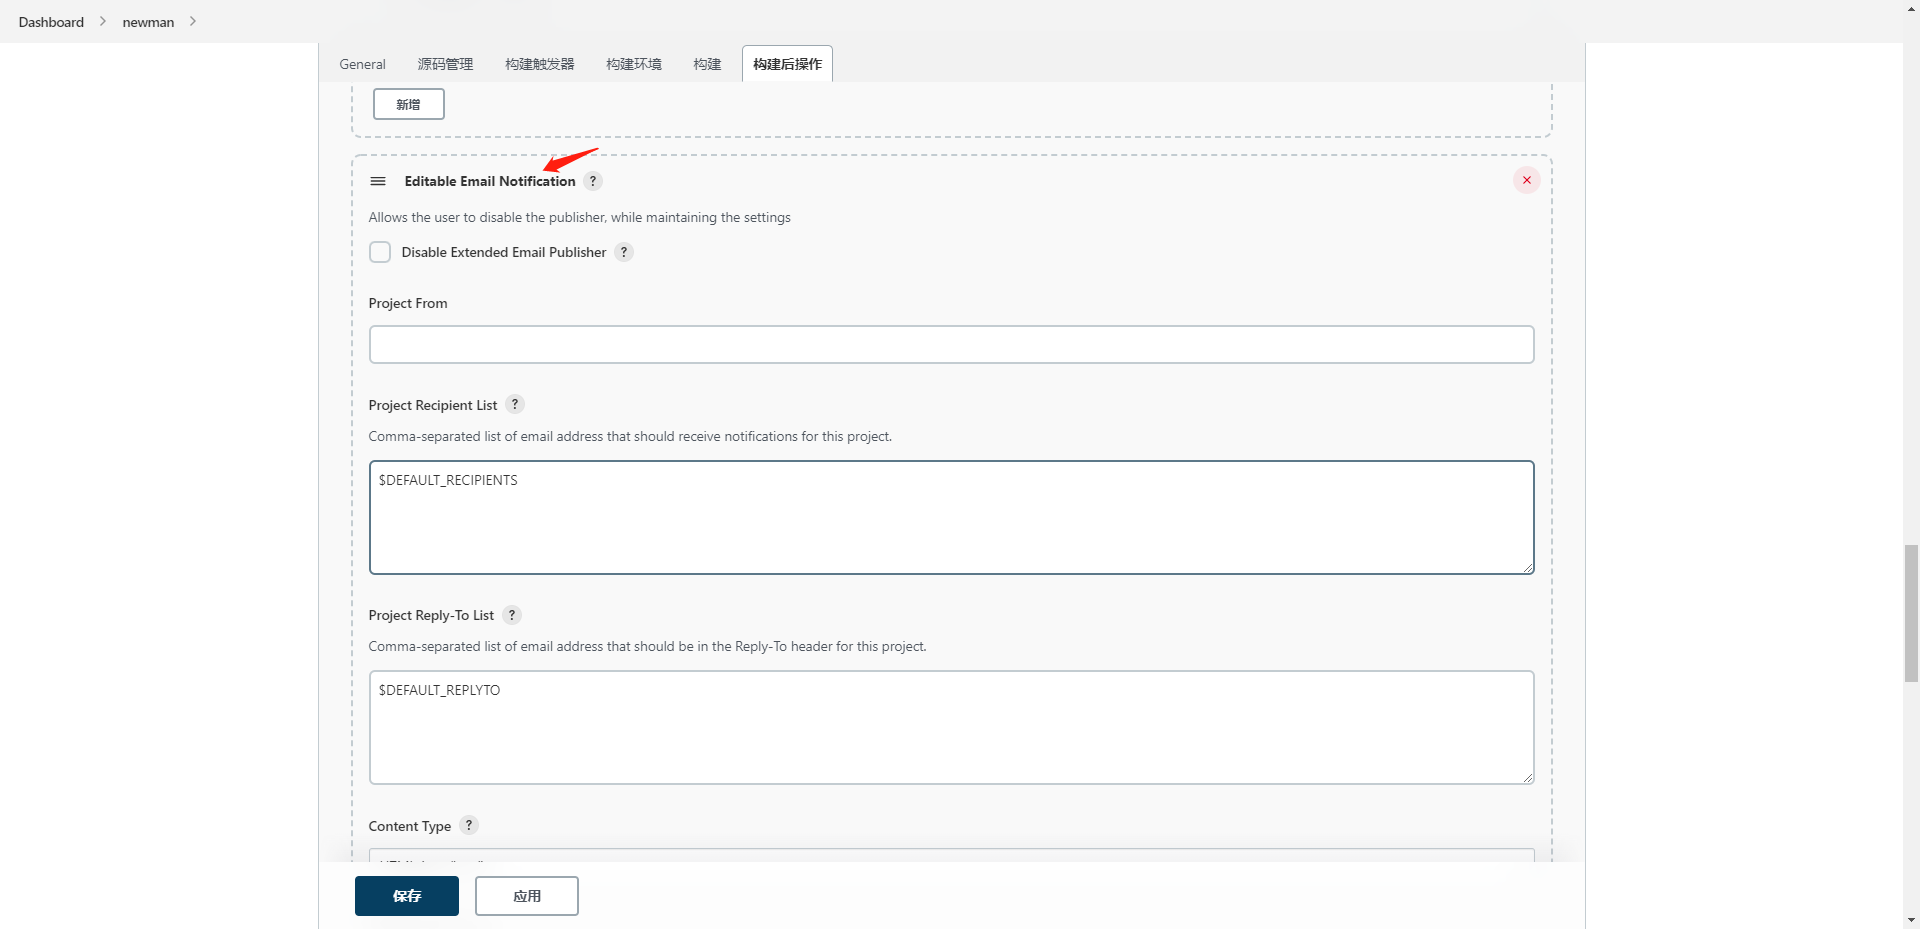 Dashboard newman
General 源码管理 构建触发器 构建环境 构建 构建后操作
新增
Editable Email Notification ?
Allows the user to disable the publisher, while maintaining the settings
Disable Extended Email Publisher ?
Project From
Project Recipient List ?
Comma-separated list of email address that should receive notifications for this project.
$DEFAULT_RECIPIENTS
Project Reply-To List ?
Comma-separated list of email address that should be in the Reply-To header for this project.
$DEFAULT_REPLYTO
Content Type ?
保存 应用